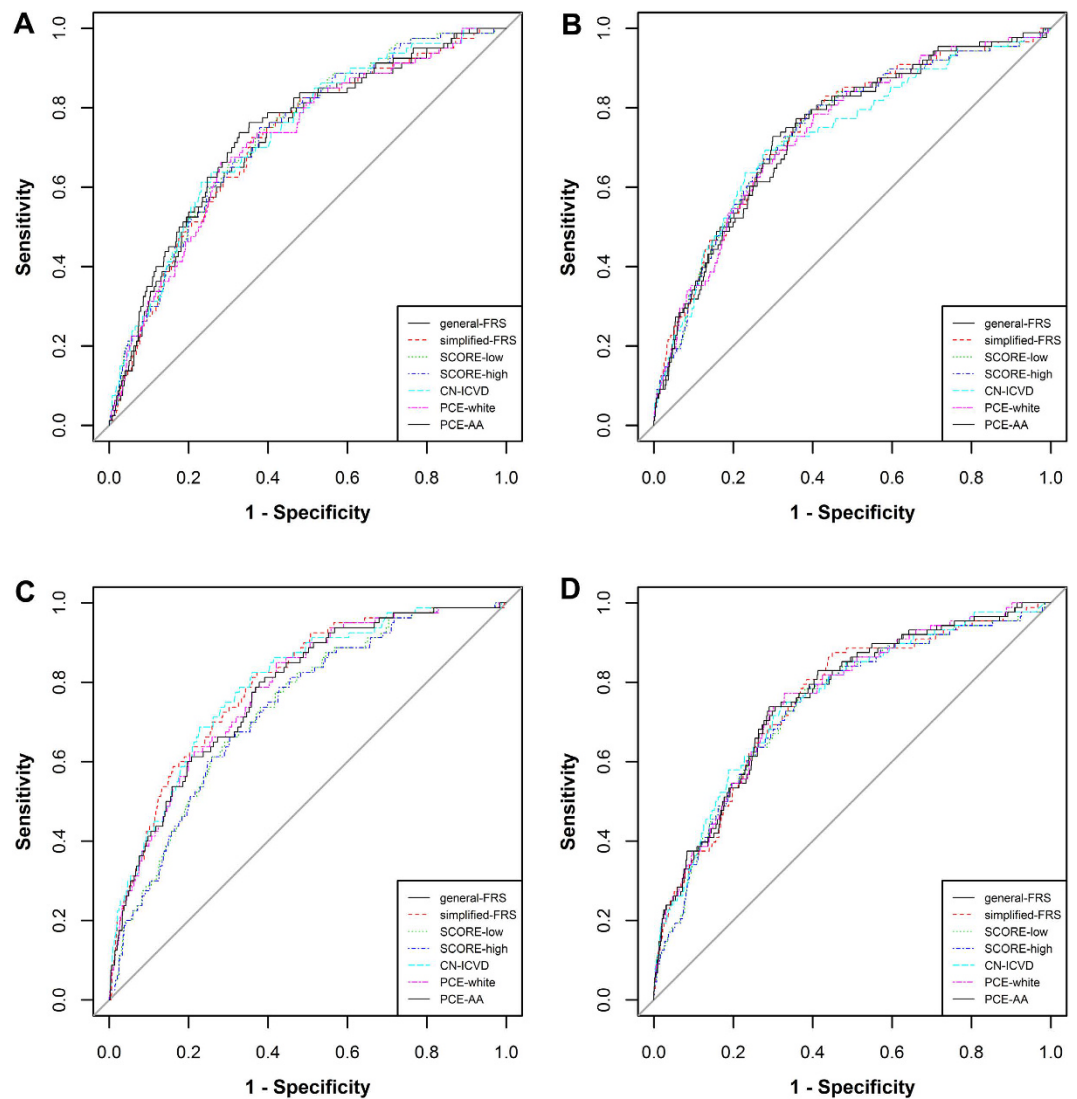 A
Sensitivity
1.0
0.8
0.6
0.4
0.2
0.0
general-FRS
simplified-FRS
SCORE-low
SCORE-high
CN-ICVD
PCE-white
PCE-AA
0.0 0.2 0.4 0.6 0.8 1.0
1 - Specificity
B
Sensitivity
1.0
0.8
0.6
0.4
0.2
0.0
general-FRS
simplified-FRS
SCORE-low
SCORE-high
CN-ICVD
PCE-white
PCE-AA
0.0 0.2 0.4 0.6 0.8 1.0
1 - Specificity
C
Sensitivity
1.0
0.8
0.6
0.4
0.2
0.0
general-FRS
simplified-FRS
SCORE-low
SCORE-high
CN-ICVD
PCE-white
PCE-AA
0.0 0.2 0.4 0.6 0.8 1.0
1 - Specificity
D
Sensitivity
1.0
0.8
0.6
0.4
0.2
0.0
general-FRS
simplified-FRS
SCORE-low
SCORE-high
CN-ICVD
PCE-white
PCE-AA
0.0 0.2 0.4 0.6 0.8 1.0
1 - Specificity